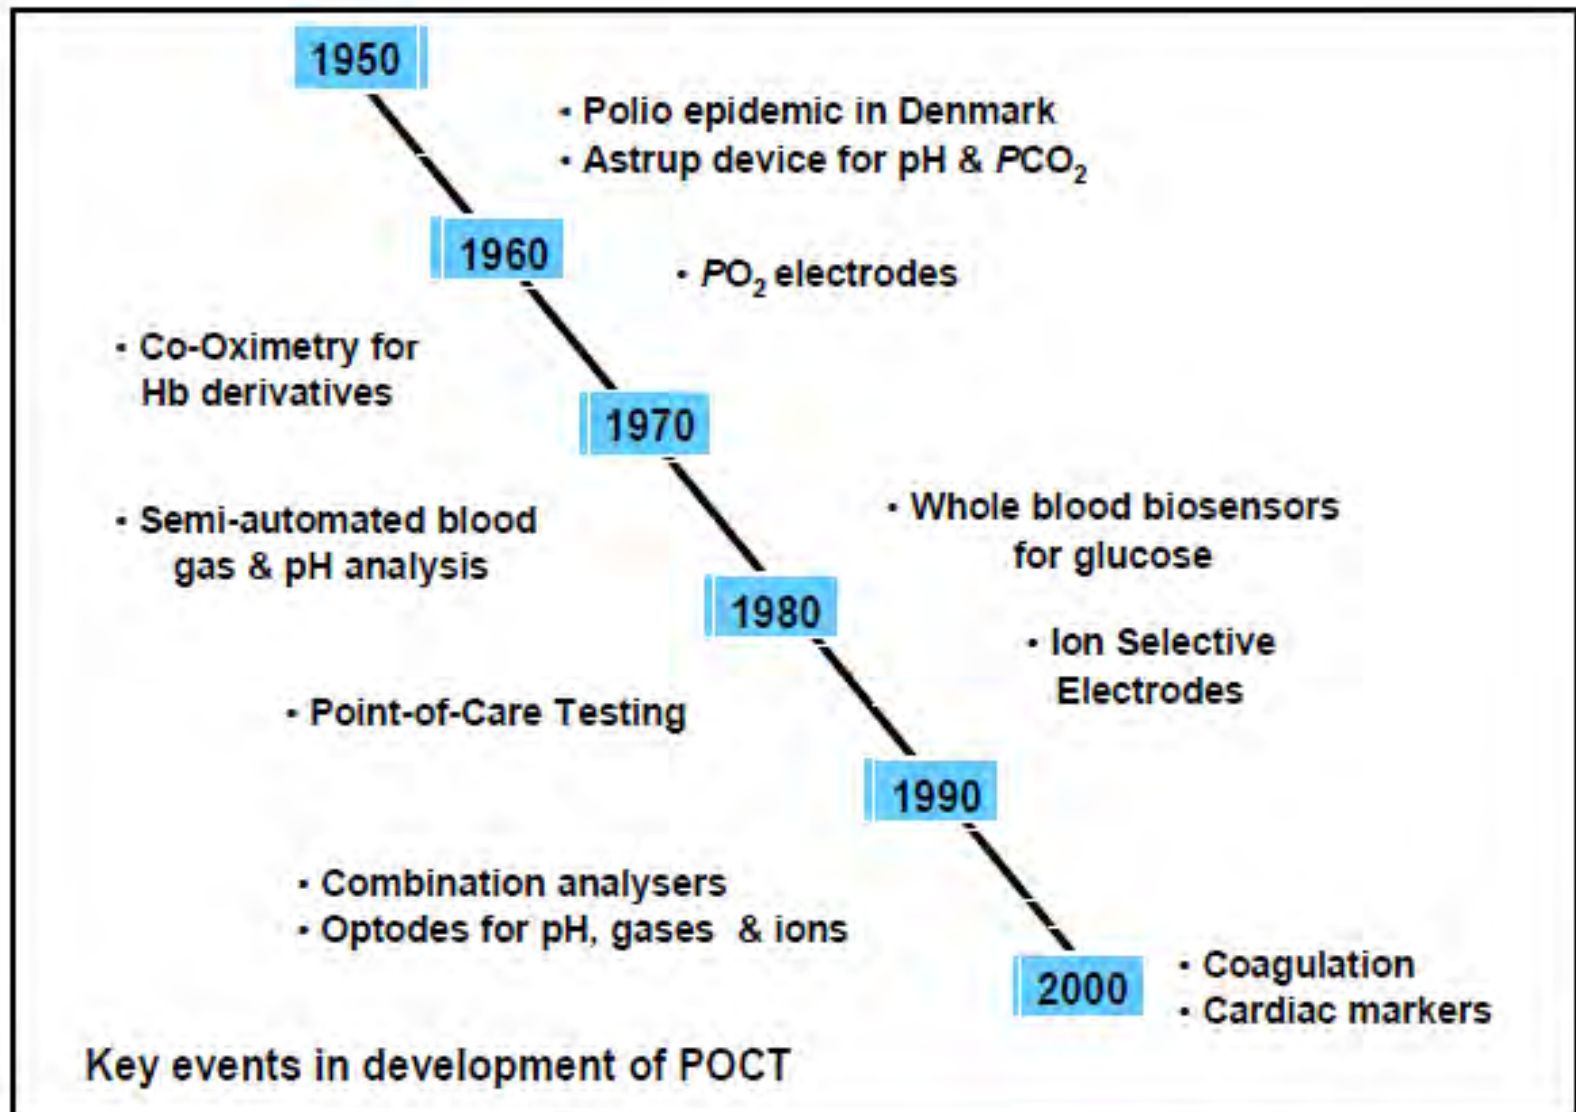 1950
· Polio epidemic in Denmark
· Astrup device for pH & PCO₂
1960
· PO₂ electrodes
· Co-Oximetry for
Hb derivatives
1970
· Semi-automated blood
gas & pH analysis
· Whole blood biosensors
for glucose
1980
· Ion Selective
Electrodes
· Point-of-Care Testing
1990
· Combination analysers
· Optodes for pH, gases & ions
2000
· Coagulation
· Cardiac markers
Key events in development of POCT